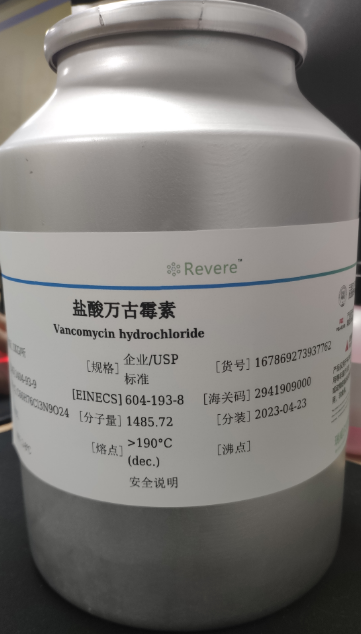 Revere™
盐酸万古霉素
Vancomycin hydrochloride
[规格] 企业/USP 标准
[货号] 167869273937762
[EINECS] 604-193-8
[海关码] 2941909000
[分子量] 1485.72
[分装] 2023-04-23
[熔点] >190°C (dec.)
[沸点]
安全说明